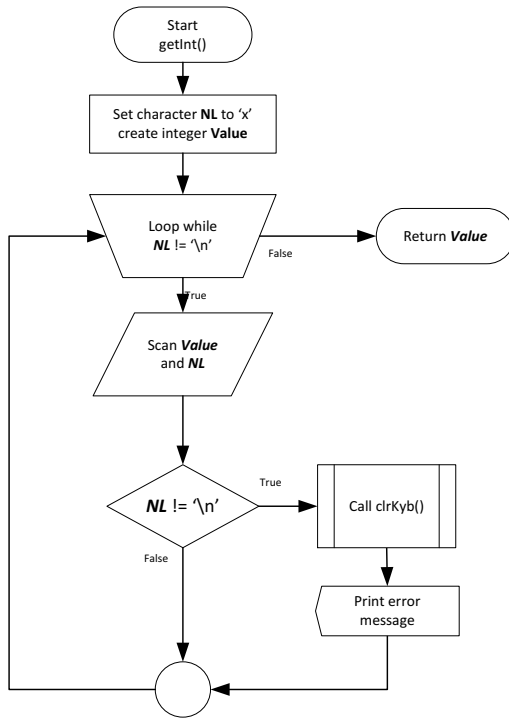 Start
getInt()
Set character NL to ‘x’
create integer Value
Loop while
NL != ‘\n’
Return Value
False
True
Scan Value
and NL
NL != ‘\n’
True
Call clrKyb()
False
Print error
message